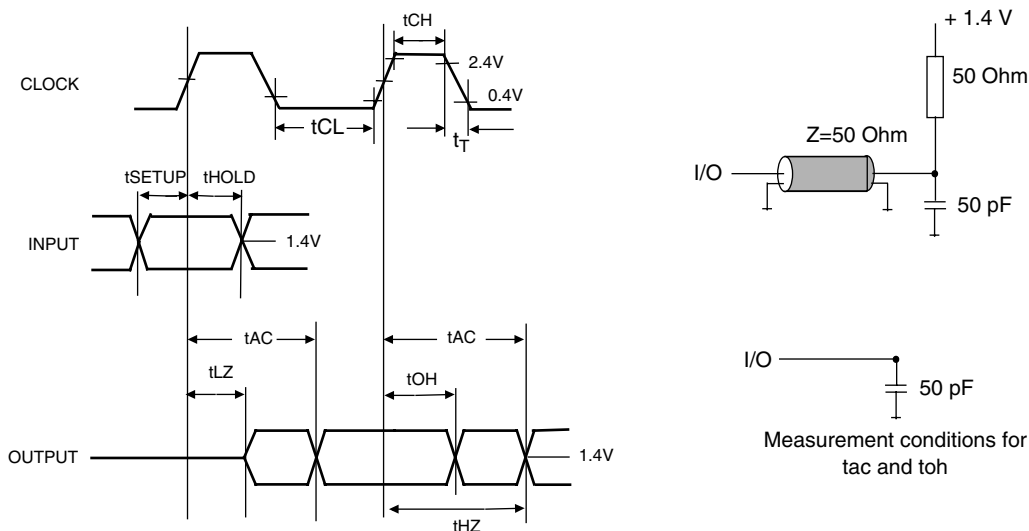 tCH
2.4V
CLOCK
0.4V
tCL
tT
tSETUP
tHOLD
INPUT
1.4V
tAC
tAC
tLZ
tOH
OUTPUT
1.4V
tHZ
+ 1.4 V
50 Ohm
Z=50 Ohm
I/O
50 pF
I/O
50 pF
Measurement conditions for
tac and toh